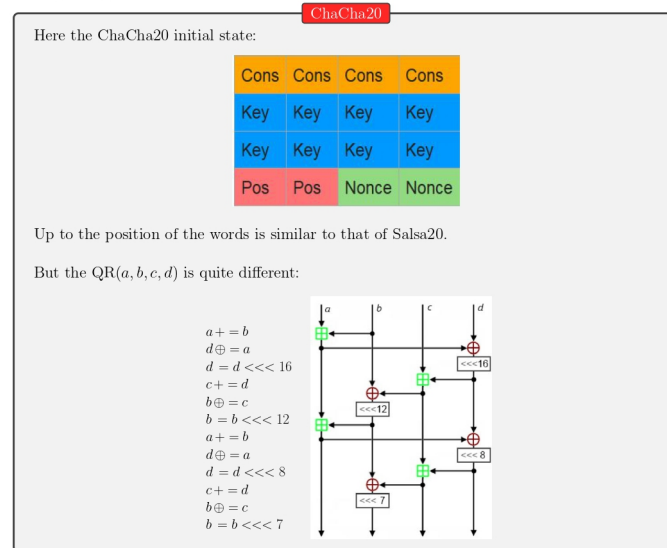 ChaCha20
Here the ChaCha20 initial state:
Cons Cons Cons Cons
Key Key Key Key
Key Key Key Key
Pos Pos Nonce Nonce
Up to the position of the words is similar to that of Salsa20.
But the QR(a, b, c, d) is quite different:
a b c d
a+ = b
d⊕ = a
d = d <<< 16
c+ = d
b⊕ = c
b = b <<< 12
a+ = b
d⊕ = a
d = d <<< 8
c+ = d
b⊕ = c
b = b <<< 7
<<<16
<<<12
<<< 8
<<< 7